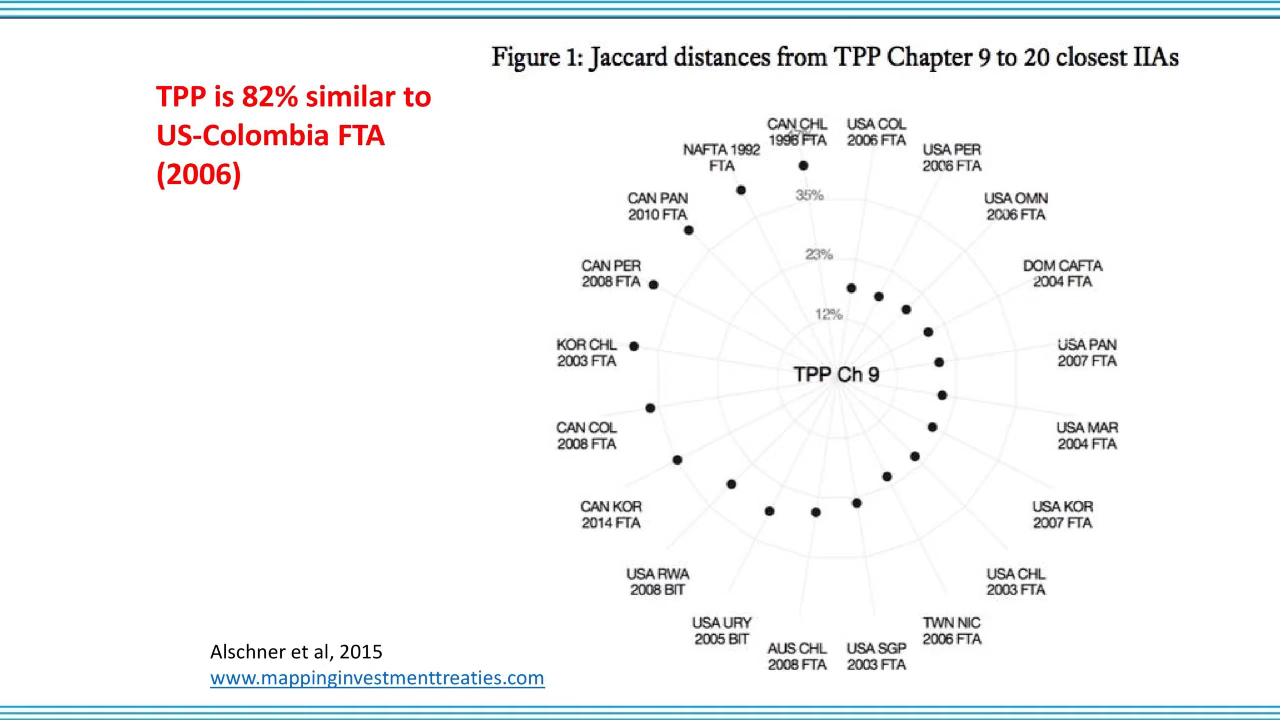 Figure 1: Jaccard distances from TPP Chapter 9 to 20 closest IIAs
TPP is 82% similar to
US-Colombia FTA
(2006)
CAN CHL
1996 FTA
USA COL
2006 FTA
USA PER
2006 FTA
USA OMN
2006 FTA
DOM CAFTA
2004 FTA
USA PAN
2007 FTA
USA MAR
2004 FTA
USA KOR
2007 FTA
USA CHL
2003 FTA
TWN NIC
2006 FTA
USA SGP
2003 FTA
AUS CHL
2008 FTA
USA URY
2005 BIT
USA RWA
2008 BIT
CAN KOR
2014 FTA
CAN COL
2008 FTA
KOR CHL
2003 FTA
CAN PER
2008 FTA
CAN PAN
2010 FTA
NAFTA 1992
FTA
35%
23%
12%
TPP Ch 9
Alschner et al, 2015
www.mappinginvestmenttreaties.com